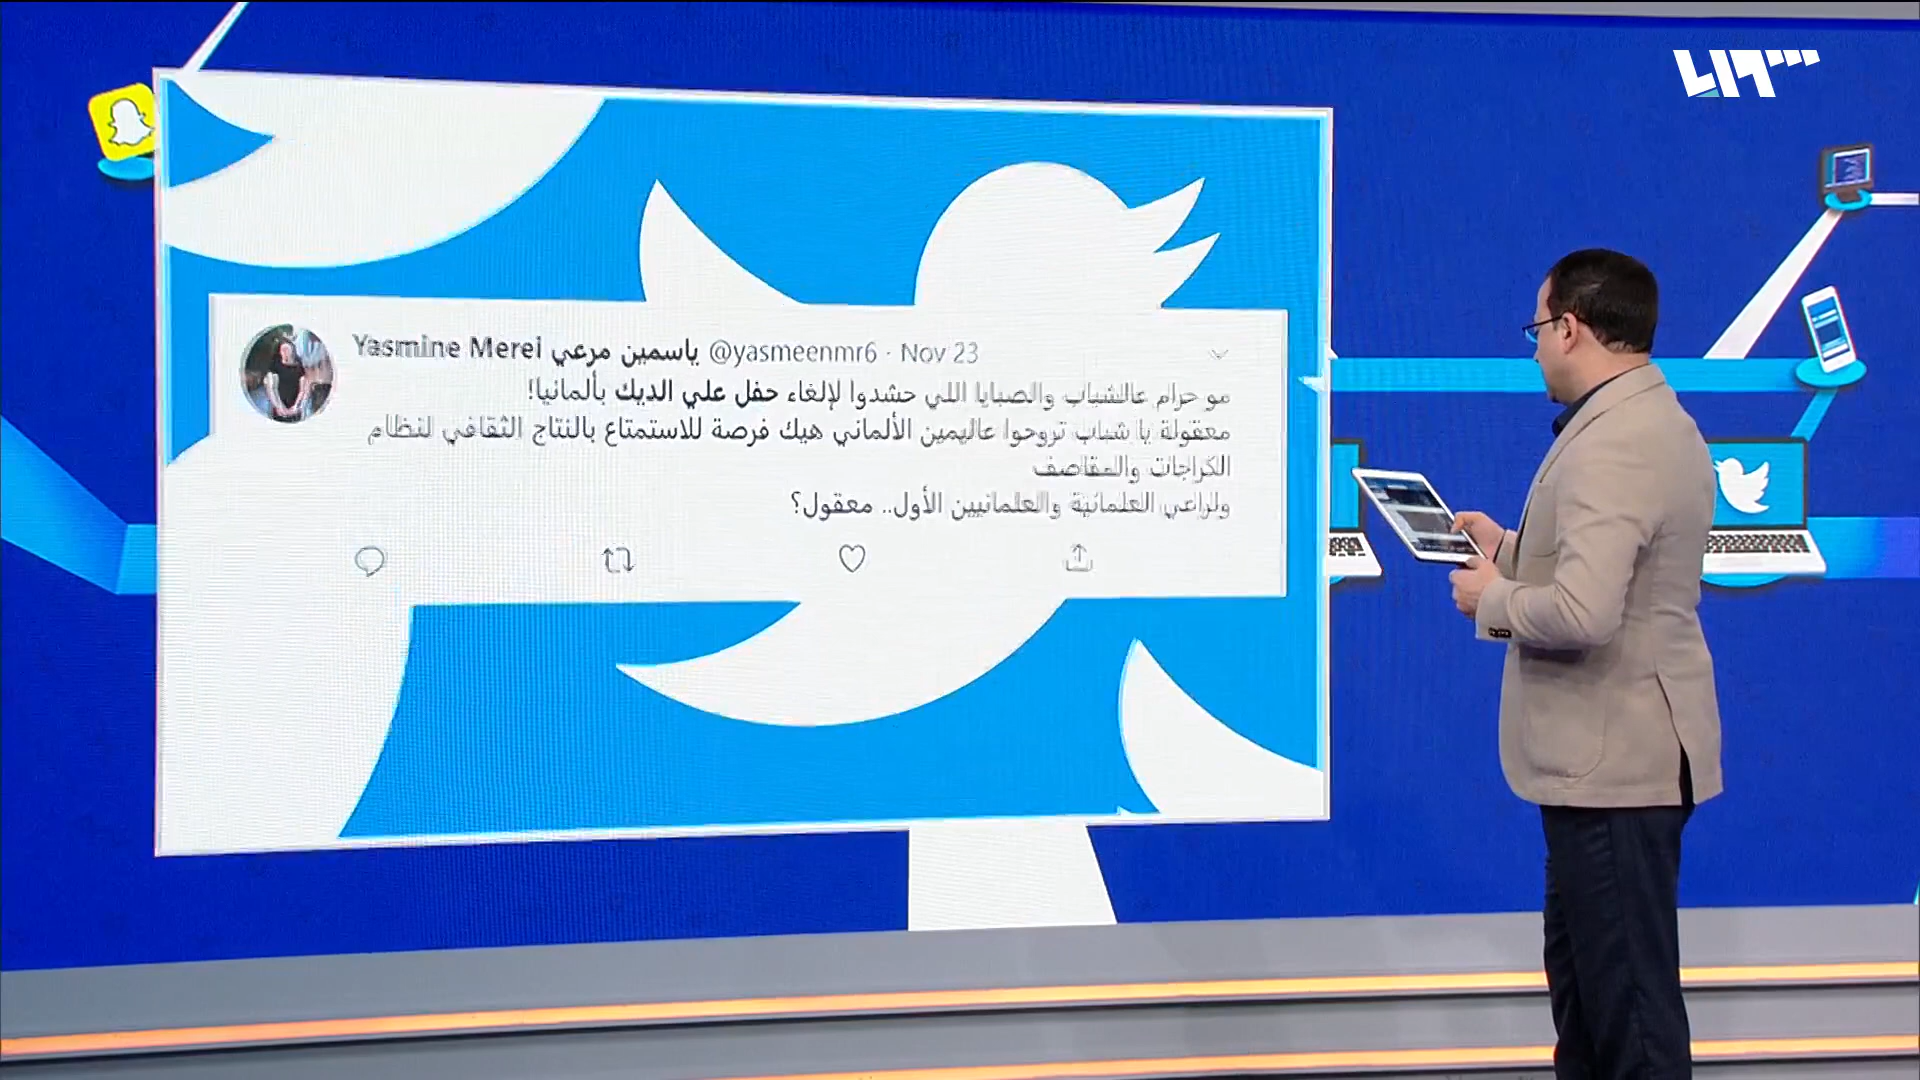 Yasmine Merei ياسمين مرعي @yasmeenmr6 · Nov 23
مو حرام عالشباب والصبايا اللي حشدوا لإلغاء حفل علي الديك بألمانيا!
معقولة يا شباب تروحوا عاليمين الألماني هيك فرصة للاستمتاع بالنتاج الثقافي لنظام
الكراجات والمقاصف
ولراعي العلمانية والعلمانيين الأول.. معقول؟